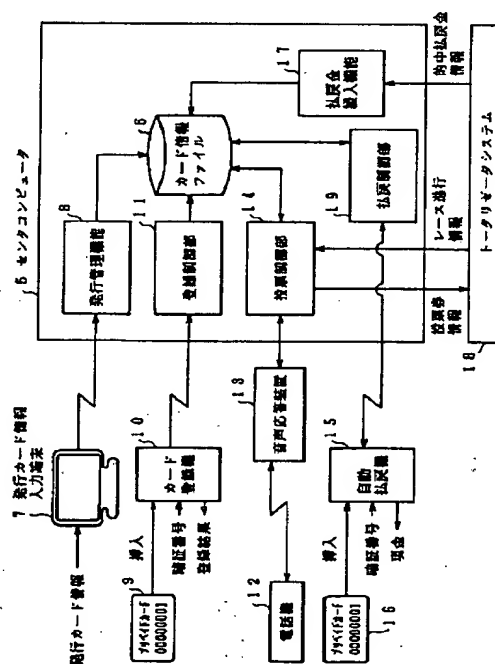 5 センタコンピュータ
7 発行カード情報
入力端末
発行カード情報
8
発行管理機能
6
カード情報
ファイル
17
払戻金
繰入機能
的中払戻金
情報
9
プリペイドカード
00000001
挿入
暗証番号
登録結果
10
カード
登録機
11
登録制御部
14
投票制御部
19
払戻制御部
レース進行
情報
投票券
情報
12
電話機
13
音声応答装置
15
自動
払戻機
挿入
暗証番号
現金
プリペイドカード
00000001
16
18
トータリゼータシステム